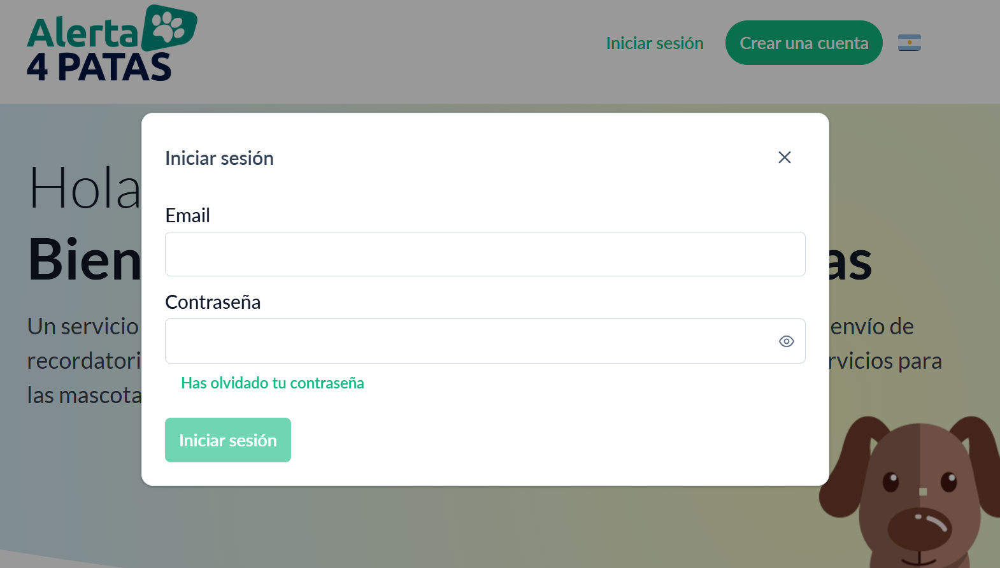 Alerta
4 PATAS
Iniciar sesión
Crear una cuenta
Iniciar sesión
Email
Contraseña
Has olvidado tu contraseña
Iniciar sesión
Hola
Bien as
Un servicio envío de
recordatori rvicios para
las mascota